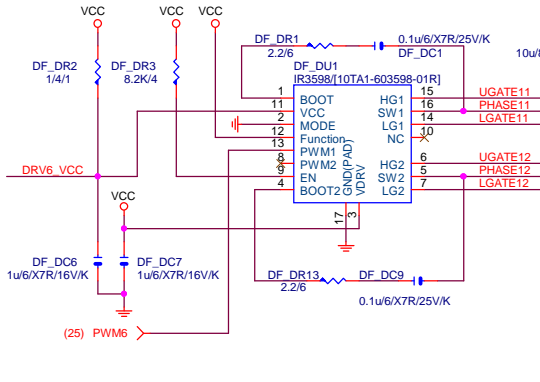 VCC VCC VCC
DF_DR1 0.1u/6/X7R/25V/K
2.2/6 DF_DC1
10u/8
DF_DR2 DF_DR3 DF_DU1
1/4/1 8.2K/4 IR3598/[10TA1-603598-01R]
1 BOOT HG1 15 UGATE11
11 VCC SW1 16 PHASE11
2 MODE LG1 14 LGATE11
12 Function NC 10
13 PWM1
8 PWM2 HG2 6 UGATE12
DRV6_VCC 9 EN SW2 5 PHASE12
4 BOOT2 LG2 7 LGATE12
GND(PAD) VDRV
17 3
VCC
DF_DC6 DF_DC7 DF_DR13 DF_DC9
1u/6/X7R/16V/K 1u/6/X7R/16V/K 2.2/6
0.1u/6/X7R/25V/K
(25) PWM6